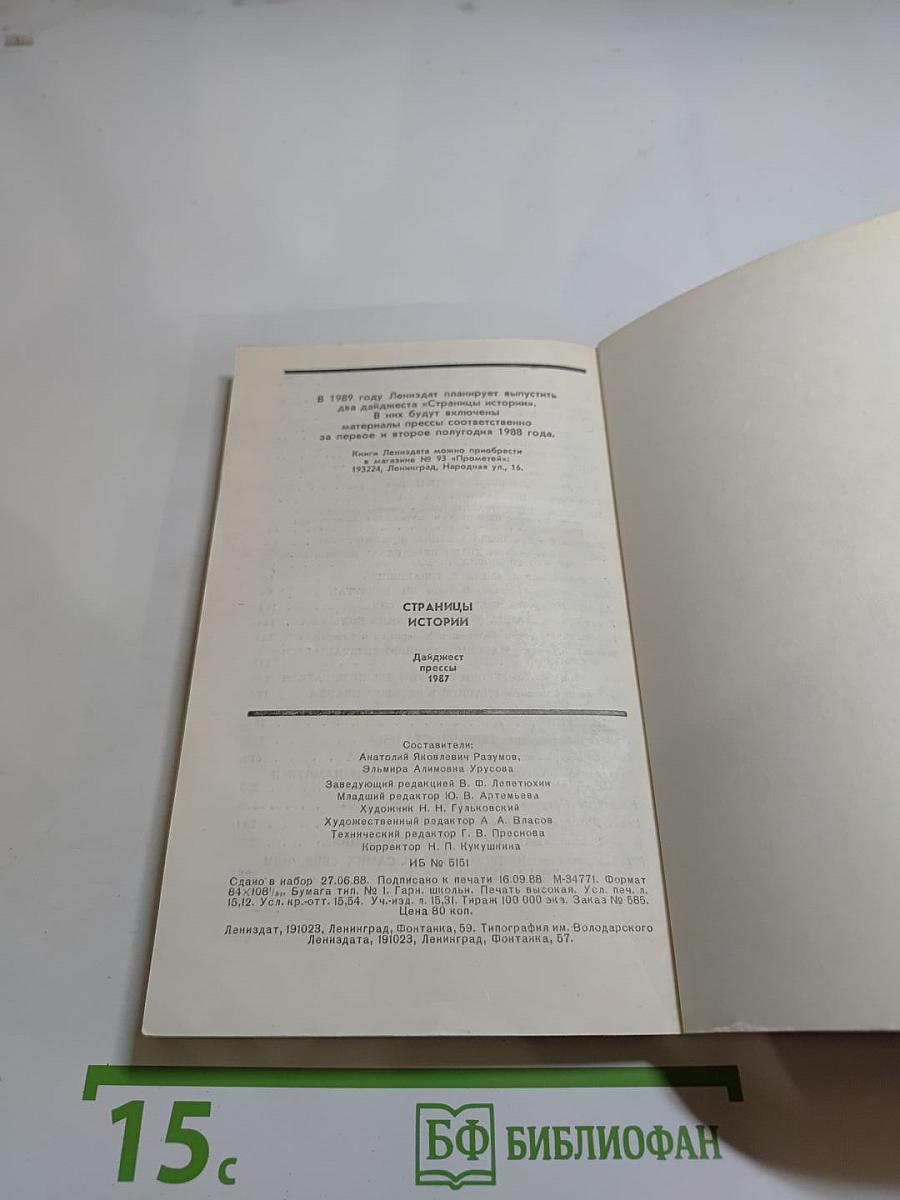 В 1989 году Лениздат планирует выпустить
два дайджеста «Страницы истории».
В них будут включены
материалы прессы соответственно
за первое и второе полугодия 1988 года.
Книги Лениздата можно приобрести
в магазине № 93 «Прометей»:
193224, Ленинград, Народная ул., 16.
СТРАНИЦЫ
ИСТОРИИ
Дайджест
прессы
1987
Составители:
Анатолий Яковлевич Разумов,
Эльмира Алимовна Урусова
Заведующий редакцией В. Ф. Лепетюхин
Младший редактор Ю. В. Артемьева
Художник Н. Н. Гульковский
Художественный редактор А. А. Власов
Технический редактор Г. В. Преснова
Корректор Н. П. Кукушкина
ИБ № 5151
Сдано в набор 27.06.88. Подписано к печати 16.09.88. М-34771. Формат
84×108¹/₃₂. Бумага тип. № 1. Гарн. школьн. Печать высокая. Усл. печ. л.
15,12. Усл. кр.-отт. 15,54. Уч.-изд. л. 15,31. Тираж 100 000 экз. Заказ № 585.
Цена 80 коп.
Лениздат, 191023, Ленинград, Фонтанка, 59. Типография им. Володарского
Лениздата, 191023, Ленинград, Фонтанка, 57.
15 с
БФ БИБЛИОФАН